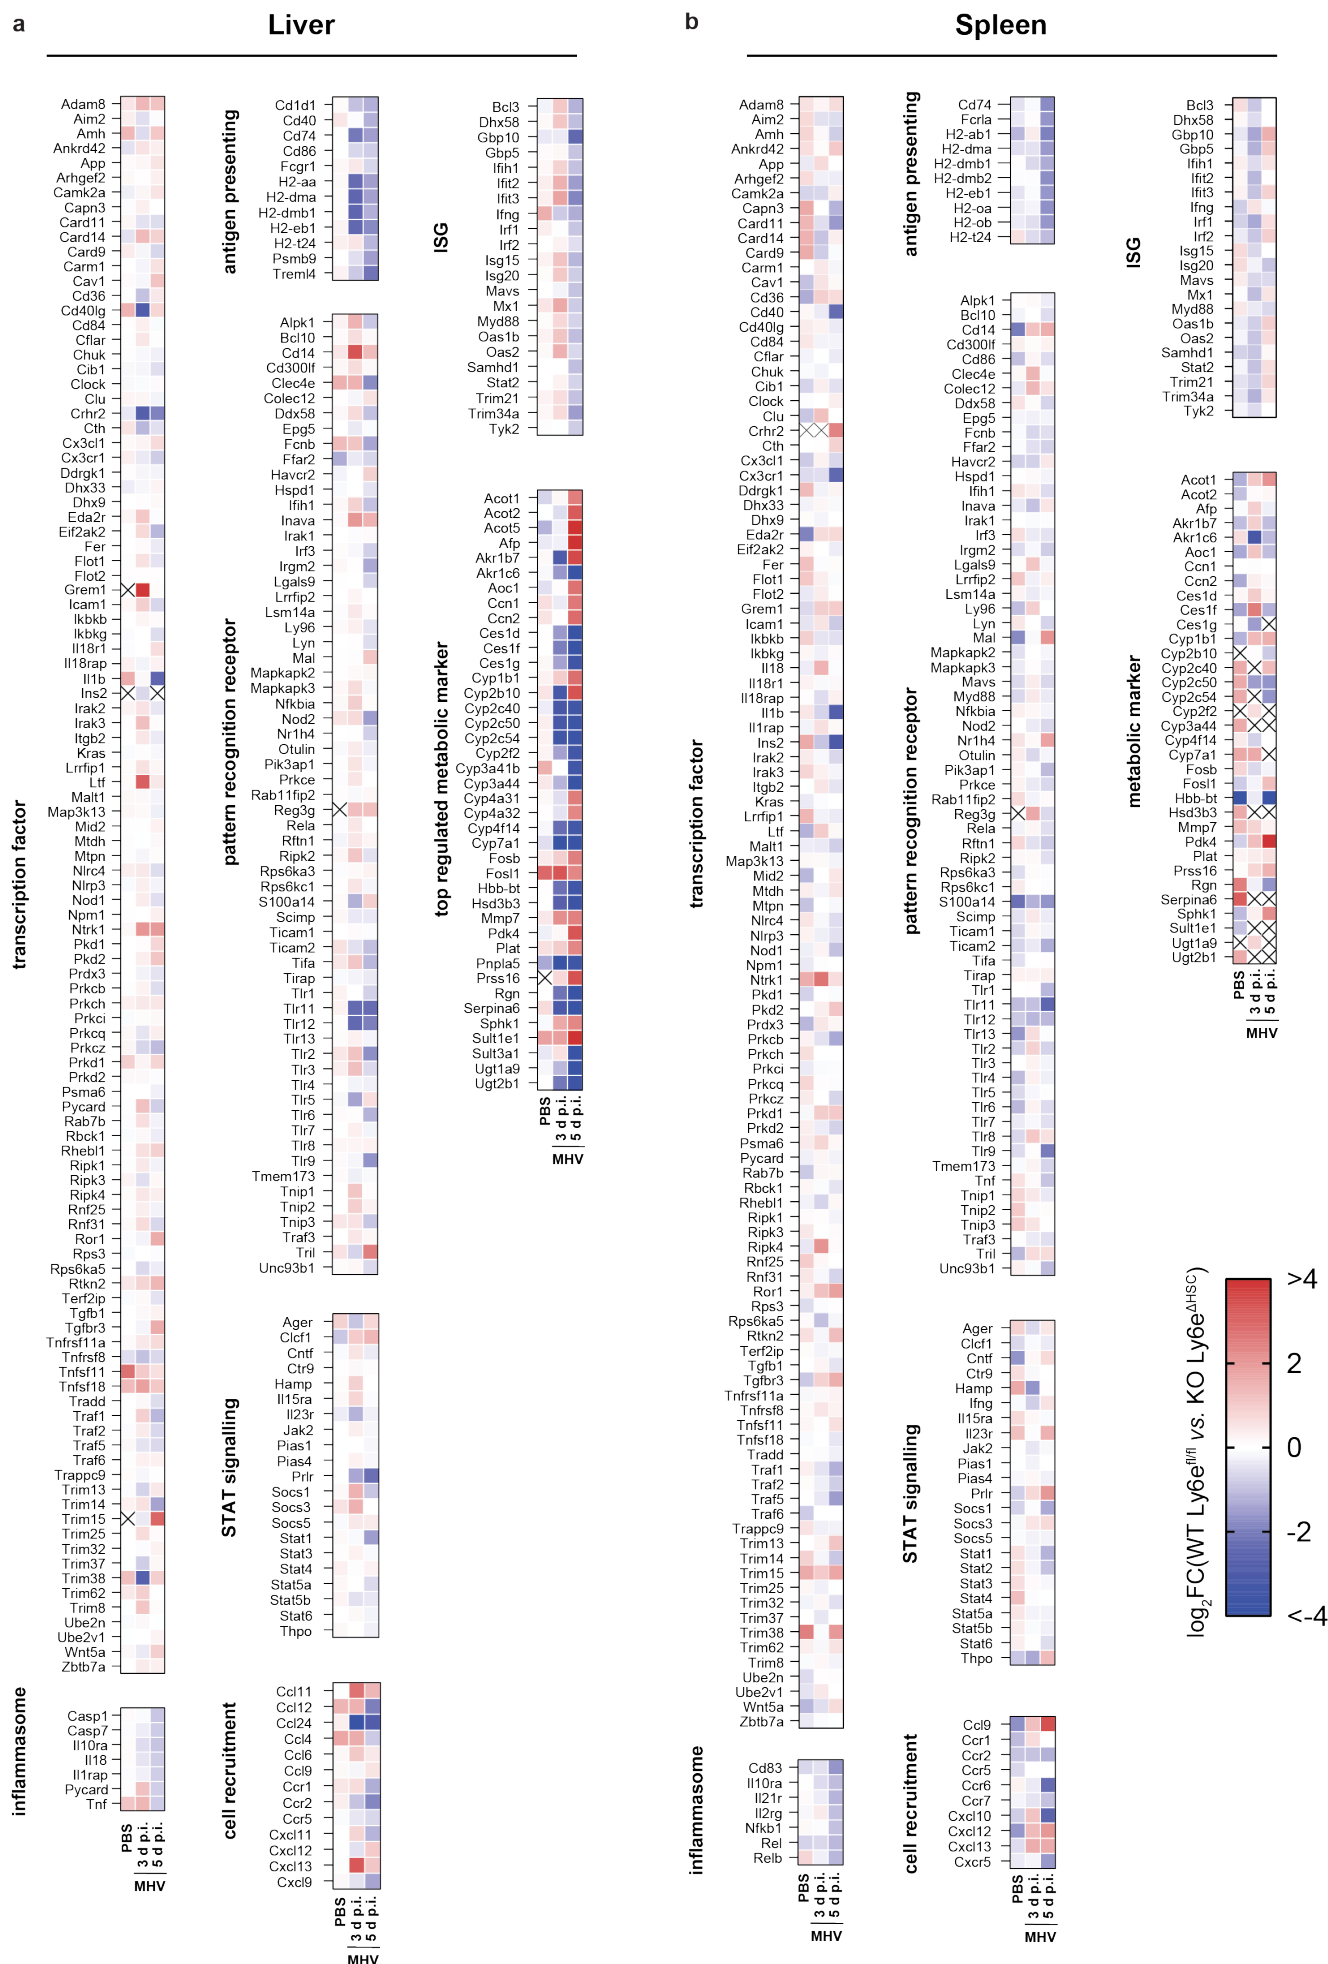 a
Liver
transcription factor
Adam8
Aim2
Amh
Ankrd42
App
Arhgef2
Camk2a
Capn3
Card11
Card14
Card9
Carm1
Cav1
Cd36
Cd40lg
Cd84
Cflar
Chuk
Cib1
Clock
Clu
Crhr2
Cth
Cx3cl1
Cx3cr1
Ddrgk1
Dhx33
Dhx9
Eda2r
Eif2ak2
Fer
Flot1
Flot2
Grem1
Icam1
Ikbkb
Ikbkg
Il18r1
Il18rap
Il1b
Ins2
Irak2
Irak3
Itgb2
Kras
Lrrfip1
Ltf
Malt1
Map3k13
Mid2
Mtdh
Mtpn
Nlrc4
Nlrp3
Nod1
Npm1
Ntrk1
Pkd1
Pkd2
Prdx3
Prkcb
Prkch
Prkci
Prkcq
Prkcz
Prkd1
Prkd2
Psma6
Pycard
Rab7b
Rbck1
Rhebl1
Ripk1
Ripk3
Ripk4
Rnf25
Rnf31
Ror1
Rps3
Rps6ka5
Rtkn2
Terf2ip
Tgfb1
Tgfbr3
Tnfrsf11a
Tnfrsf8
Tnfsf11
Tnfsf18
Tradd
Traf1
Traf2
Traf5
Traf6
Trappc9
Trim13
Trim14
Trim15
Trim25
Trim32
Trim37
Trim38
Trim62
Trim8
Ube2n
Ube2v1
Wnt5a
Zbtb7a
inflammasome
Casp1
Casp7
Il10ra
Il18
Il1rap
Pycard
Tnf
PBS
3 d p.i.
5 d p.i.
MHV
antigen presenting
Cd1d1
Cd40
Cd74
Cd86
Fcgr1
H2-aa
H2-dma
H2-dmb1
H2-eb1
H2-t24
Psmb9
Treml4
pattern recognition receptor
Alpk1
Bcl10
Cd14
Cd300lf
Clec4e
Colec12
Ddx58
Epg5
Fcnb
Ffar2
Havcr2
Hspd1
Ifih1
Inava
Irak1
Irf3
Irgm2
Lgals9
Lrrfip2
Lsm14a
Ly96
Lyn
Mal
Mapkapk2
Mapkapk3
Nfkbia
Nod2
Nr1h4
Otulin
Pik3ap1
Prkce
Rab11fip2
Reg3g
Rela
Rftn1
Ripk2
Rps6ka3
Rps6kc1
S100a14
Scimp
Ticam1
Ticam2
Tifa
Tirap
Tlr1
Tlr11
Tlr12
Tlr13
Tlr2
Tlr3
Tlr4
Tlr5
Tlr6
Tlr7
Tlr8
Tlr9
Tmem173
Tnip1
Tnip2
Tnip3
Traf3
Tril
Unc93b1
STAT signalling
Ager
Clcf1
Cntf
Ctr9
Hamp
Il15ra
Il23r
Jak2
Pias1
Pias4
Prlr
Socs1
Socs3
Socs5
Stat1
Stat3
Stat4
Stat5a
Stat5b
Stat6
Thpo
cell recruitment
Ccl11
Ccl12
Ccl24
Ccl4
Ccl6
Ccl9
Ccr1
Ccr2
Ccr5
Cxcl11
Cxcl12
Cxcl13
Cxcl9
PBS
3 d p.i.
5 d p.i.
MHV
ISG
Bcl3
Dhx58
Gbp10
Gbp5
Ifih1
Ifit2
Ifit3
Ifng
Irf1
Irf2
Isg15
Isg20
Mavs
Mx1
Myd88
Oas1b
Oas2
Samhd1
Stat2
Trim21
Trim34a
Tyk2
top regulated metabolic marker
Acot1
Acot2
Acot5
Afp
Akr1b7
Akr1c6
Aoc1
Ccn1
Ccn2
Ces1d
Ces1f
Ces1g
Cyp1b1
Cyp2b10
Cyp2c40
Cyp2c50
Cyp2c54
Cyp2f2
Cyp3a41b
Cyp3a44
Cyp4a31
Cyp4a32
Cyp4f14
Cyp7a1
Fosb
Fosl1
Hbb-bt
Hsd3b3
Mmp7
Pdk4
Plat
Pnpla5
Prss16
Rgn
Serpina6
Sphk1
Sult1e1
Sult3a1
Ugt1a9
Ugt2b1
PBS
3 d p.i.
5 d p.i.
MHV
b
Spleen
transcription factor
Adam8
Aim2
Amh
Ankrd42
App
Arhgef2
Camk2a
Capn3
Card11
Card14
Card9
Carm1
Cav1
Cd36
Cd40
Cd40lg
Cd84
Cflar
Chuk
Cib1
Clock
Clu
Crhr2
Cth
Cx3cl1
Cx3cr1
Ddrgk1
Dhx33
Dhx9
Eda2r
Eif2ak2
Fer
Flot1
Flot2
Grem1
Icam1
Ikbkb
Ikbkg
Il18
Il18r1
Il18rap
Il1b
Il1rap
Ins2
Irak2
Irak3
Itgb2
Kras
Lrrfip1
Ltf
Malt1
Map3k13
Mid2
Mtdh
Mtpn
Nlrc4
Nlrp3
Nod1
Npm1
Ntrk1
Pkd1
Pkd2
Prdx3
Prkcb
Prkch
Prkci
Prkcq
Prkcz
Prkd1
Prkd2
Psma6
Pycard
Rab7b
Rbck1
Rhebl1
Ripk1
Ripk3
Ripk4
Rnf25
Rnf31
Ror1
Rps3
Rps6ka5
Rtkn2
Terf2ip
Tgfb1
Tgfbr3
Tnfrsf11a
Tnfrsf8
Tnfsf11
Tnfsf18
Tradd
Traf1
Traf2
Traf5
Traf6
Trappc9
Trim13
Trim14
Trim15
Trim25
Trim32
Trim37
Trim38
Trim62
Trim8
Ube2n
Ube2v1
Wnt5a
Zbtb7a
inflammasome
Cd83
Il10ra
Il21r
Il2rg
Nfkb1
Rel
Relb
PBS
3 d p.i.
5 d p.i.
MHV
antigen presenting
Cd74
Fcrla
H2-ab1
H2-dma
H2-dmb1
H2-dmb2
H2-eb1
H2-oa
H2-ob
H2-t24
pattern recognition receptor
Alpk1
Bcl10
Cd14
Cd300lf
Cd86
Clec4e
Colec12
Ddx58
Epg5
Fcnb
Ffar2
Havcr2
Hspd1
Ifih1
Inava
Irak1
Irf3
Irgm2
Lgals9
Lrrfip2
Lsm14a
Ly96
Lyn
Mal
Mapkapk2
Mapkapk3
Mavs
Myd88
Nfkbia
Nod2
Nr1h4
Otulin
Pik3ap1
Prkce
Rab11fip2
Reg3g
Rela
Rftn1
Ripk2
Rps6ka3
Rps6kc1
S100a14
Scimp
Ticam1
Ticam2
Tifa
Tirap
Tlr1
Tlr11
Tlr12
Tlr13
Tlr2
Tlr3
Tlr4
Tlr5
Tlr6
Tlr7
Tlr8
Tlr9
Tmem173
Tnf
Tnip1
Tnip2
Tnip3
Traf3
Tril
Unc93b1
STAT signalling
Ager
Clcf1
Cntf
Ctr9
Hamp
Ifng
Il15ra
Il23r
Jak2
Pias1
Pias4
Prlr
Socs1
Socs3
Socs5
Stat1
Stat2
Stat3
Stat4
Stat5a
Stat5b
Stat6
Thpo
cell recruitment
Ccl9
Ccr1
Ccr2
Ccr5
Ccr6
Ccr7
Cxcl10
Cxcl12
Cxcl13
Cxcr5
PBS
3 d p.i.
5 d p.i.
MHV
ISG
Bcl3
Dhx58
Gbp10
Gbp5
Ifih1
Ifit2
Ifit3
Ifng
Irf1
Irf2
Isg15
Isg20
Mavs
Mx1
Myd88
Oas1b
Oas2
Samhd1
Stat2
Trim21
Trim34a
Tyk2
metabolic marker
Acot1
Acot2
Afp
Akr1b7
Akr1c6
Aoc1
Ccn1
Ccn2
Ces1d
Ces1f
Ces1g
Cyp1b1
Cyp2b10
Cyp2c40
Cyp2c50
Cyp2c54
Cyp2f2
Cyp3a44
Cyp4f14
Cyp7a1
Fosb
Fosl1
Hbb-bt
Hsd3b3
Mmp7
Pdk4
Plat
Prss16
Rgn
Serpina6
Sphk1
Sult1e1
Ugt1a9
Ugt2b1
PBS
3 d p.i.
5 d p.i.
MHV
log2FC(WT Ly6e^fl/fl vs. KO Ly6e^ΔHSC)
>4
2
0
-2
<-4